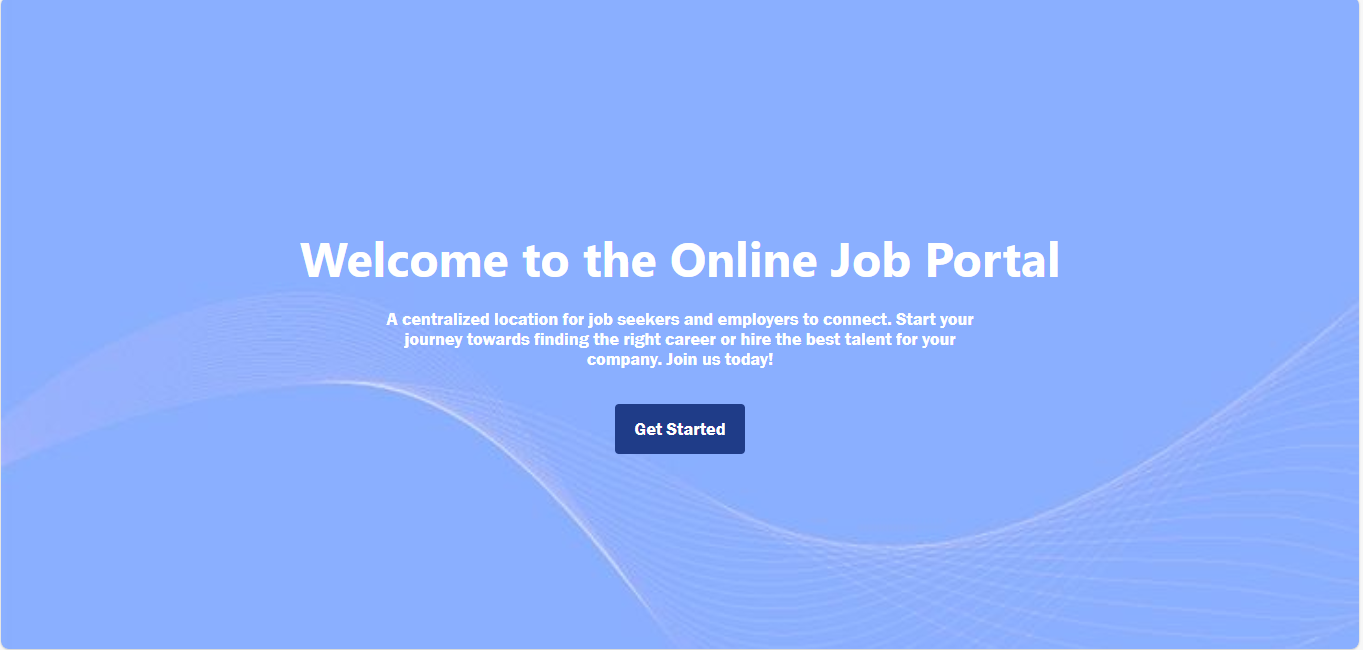 Welcome to the Online Job Portal
A centralized location for job seekers and employers to connect. Start your
journey towards finding the right career or hire the best talent for your
company. Join us today!
Get Started